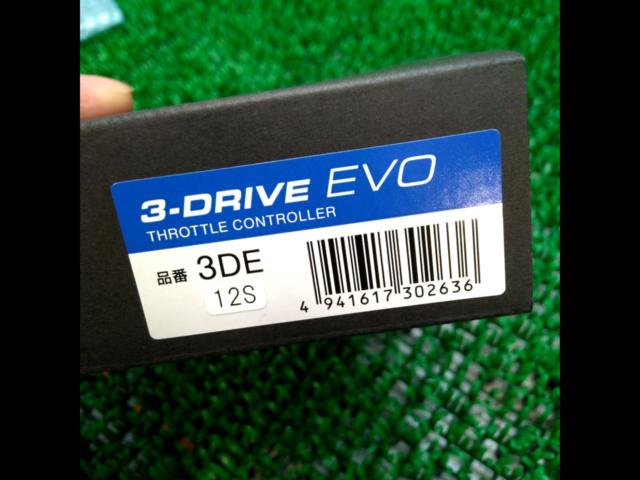 3-DRIVE EVO
THROTTLE CONTROLLER
品番 3DE
12S
4 941617 302636